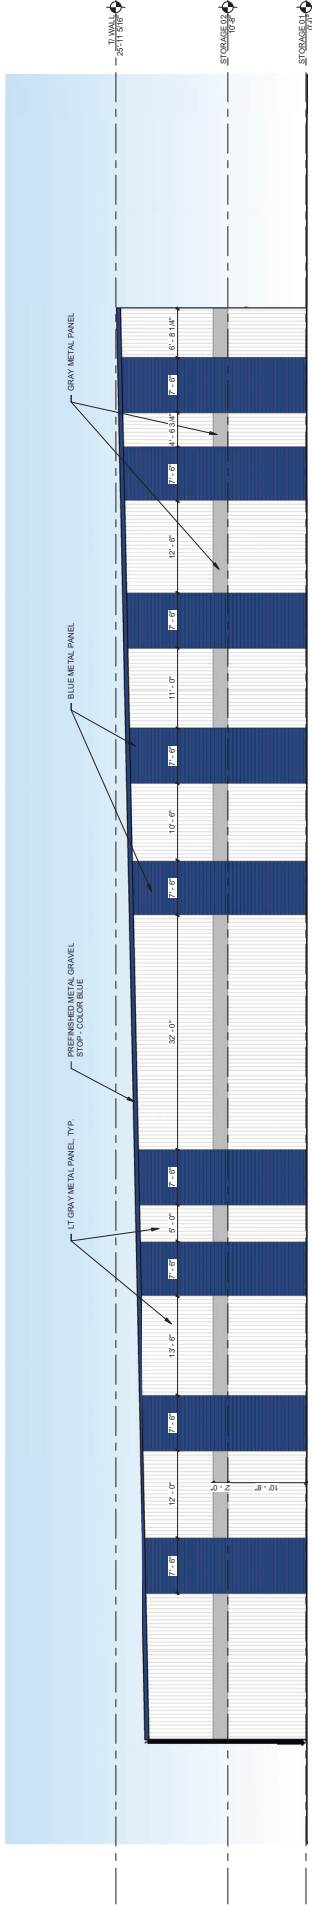 LT GRAY METAL PANEL, TYP.
PREFINISHED METAL GRAVEL
STOP - COLOR BLUE
BLUE METAL PANEL
GRAY METAL PANEL
T/ WALL
25'-11 5/16"
7' - 6"
12' - 0"
7' - 6"
13' - 6"
7' - 6"
5' - 0"
7' - 6"
32' - 0"
7' - 6"
10' - 6"
7' - 6"
11' - 0"
7' - 6"
12' - 6"
7' - 6"
4' - 6 3/4"
7' - 6"
6' - 8 1/4"
2' - 0"
STORAGE 02
10'-8"
10' - 8"
STORAGE 01
0'-0"